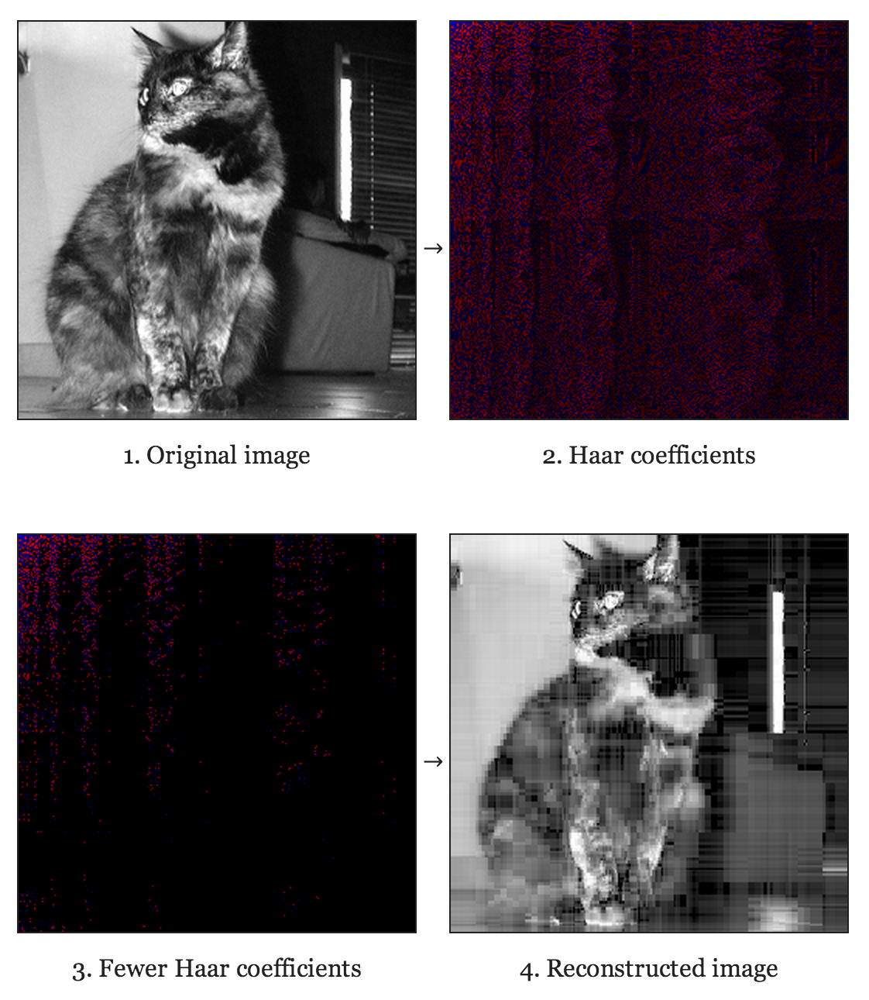 →
1. Original image
2. Haar coefficients
→
3. Fewer Haar coefficients
4. Reconstructed image